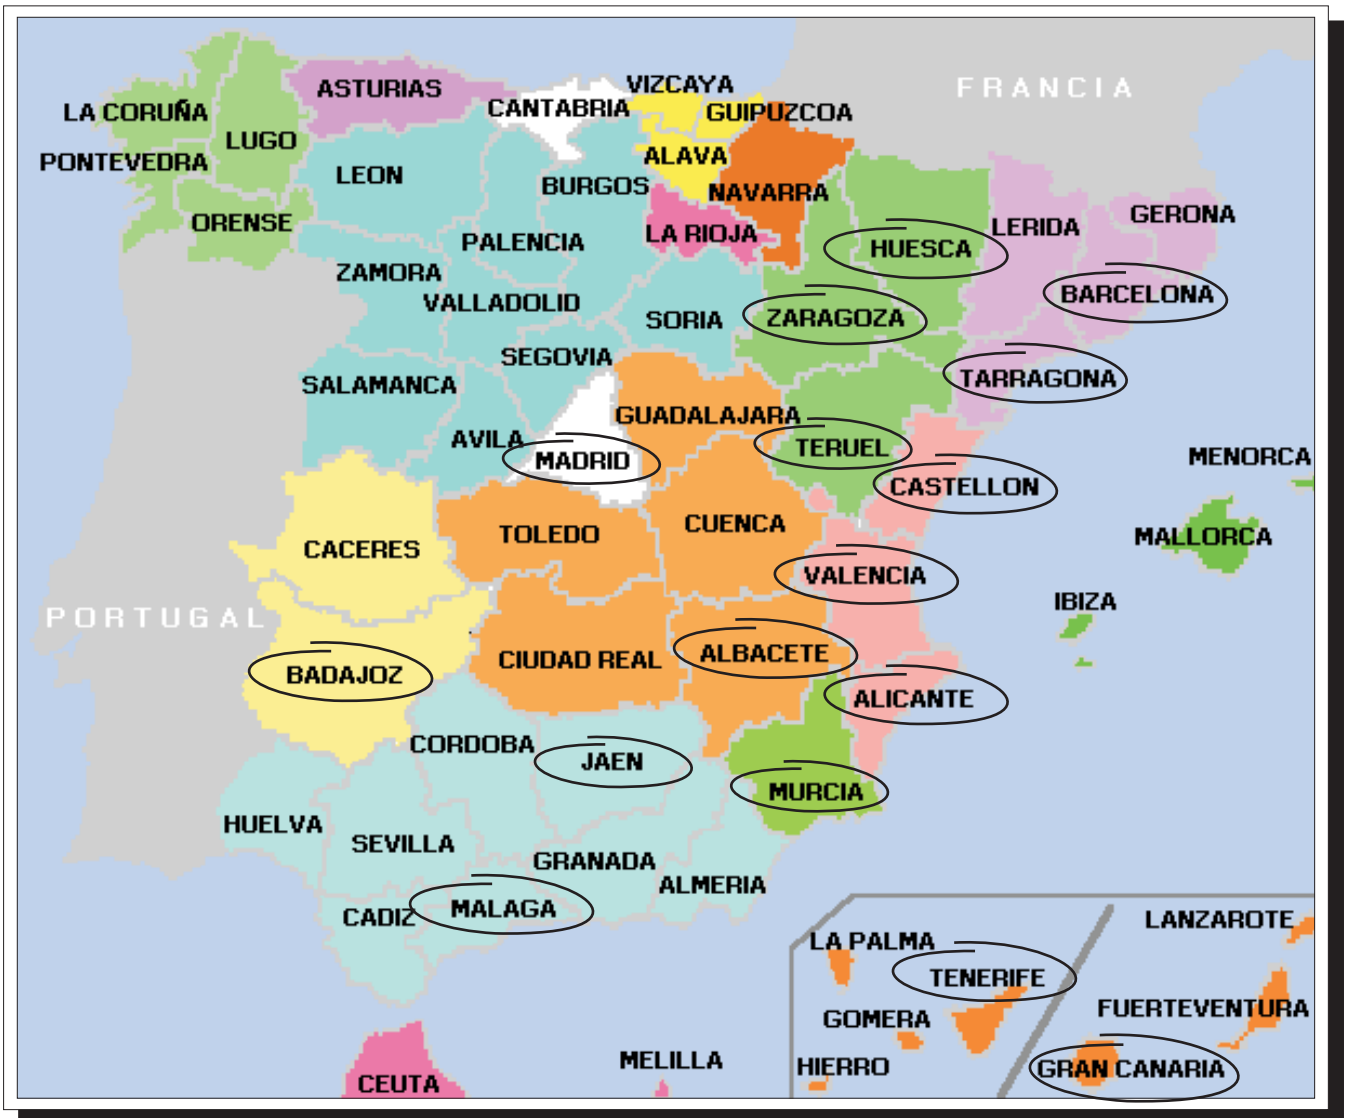 VIZCAYA
FRANCIA
ASTURIAS
CANTABRIA
LA CORUÑA
GUIPUZCOA
LUGO
PONTEVEDRA
ALAVA
LEON
BURGOS
NAVARRA
ORENSE
GERONA
LERIDA
LA RIOJA
PALENCIA
HUESCA
ZAMORA
BARCELONA
VALLADOLID
SORIA
ZARAGOZA
SEGOVIA
TARRAGONA
SALAMANCA
GUADALAJARA
AVILA
TERUEL
MENORCA
MADRID
CASTELLON
CUENCA
TOLEDO
MALLORCA
CACERES
VALENCIA
IBIZA
PORTUGAL
ALBACETE
CIUDAD REAL
BADAJOZ
ALICANTE
CORDOBA
JAEN
MURCIA
HUELVA
SEVILLA
GRANADA
ALMERIA
MALAGA
CADIZ
LANZAROTE
LA PALMA
TENERIFE
FUERTEVENTURA
GOMERA
MELILLA
HIERRO
GRAN CANARIA
CEUTA